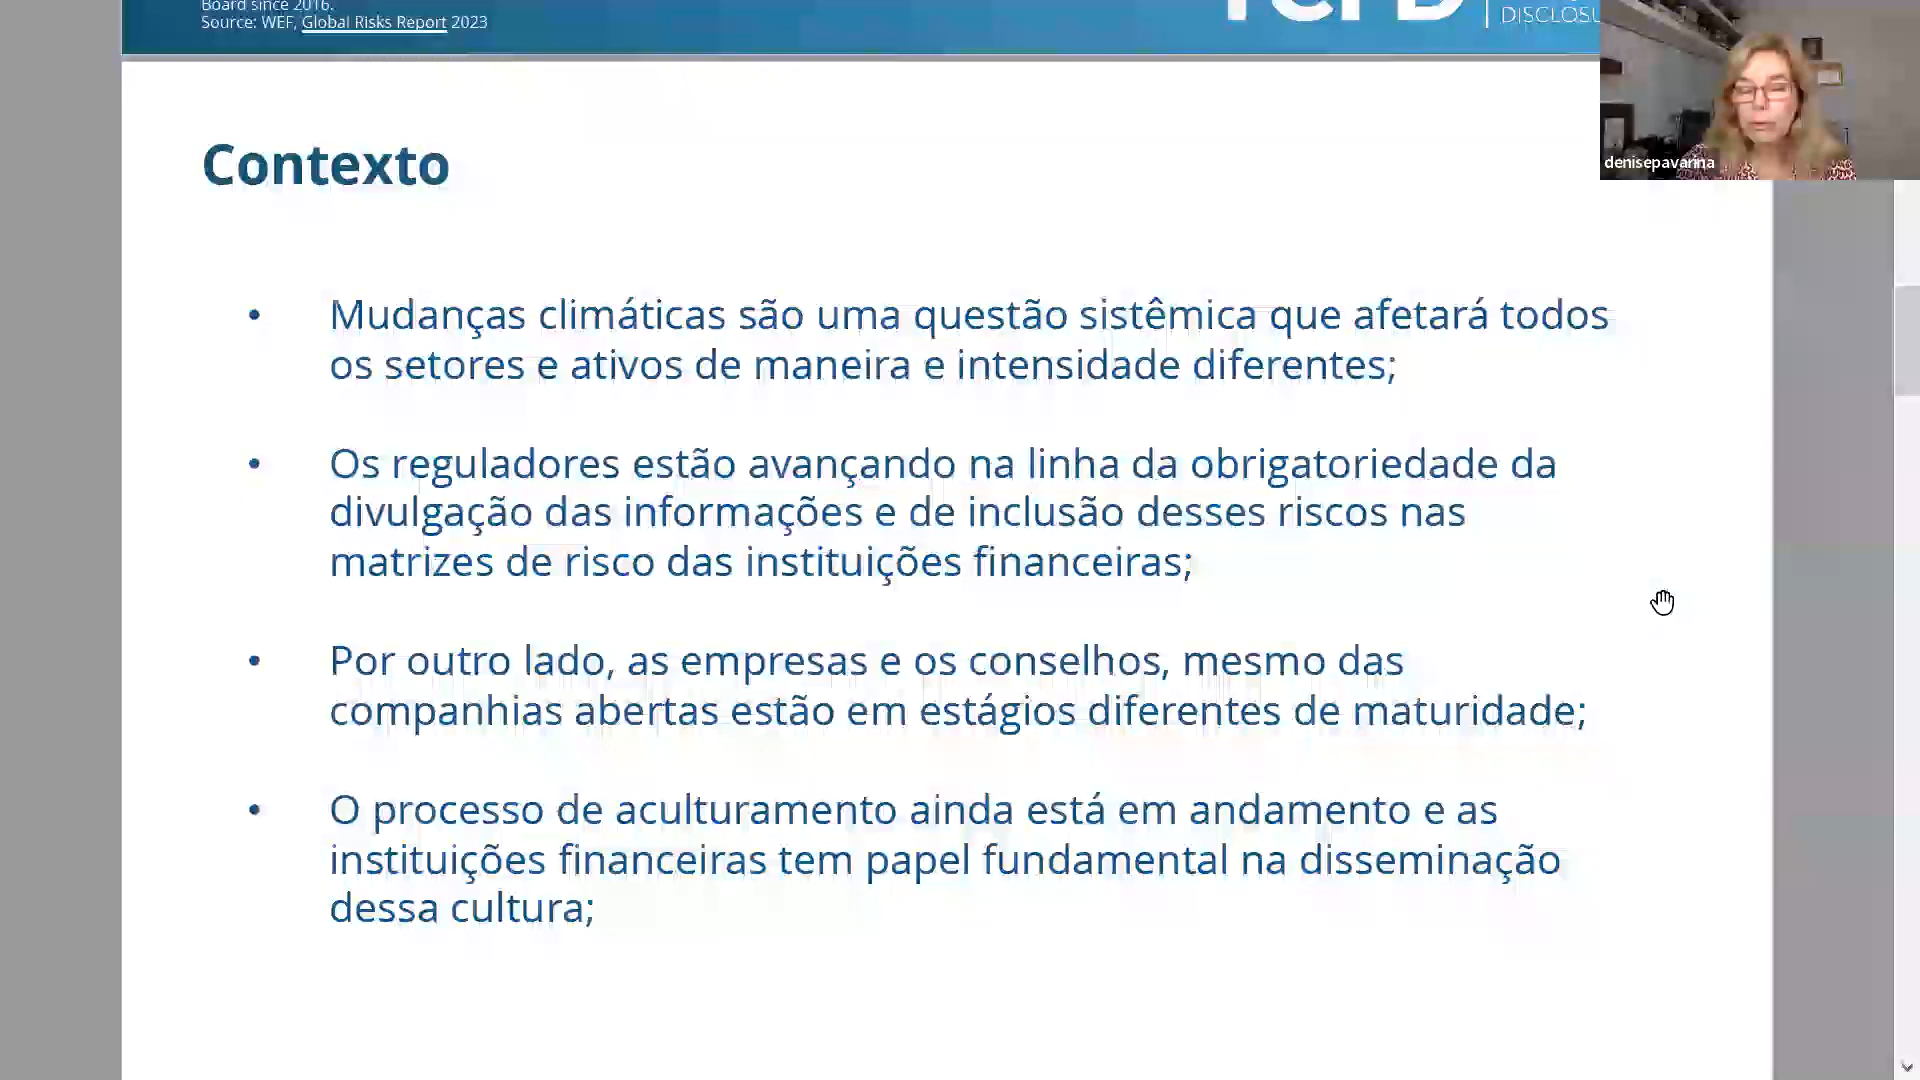 Board since 2016.
Source: WEF, Global Risks Report 2023
TCFD
DISCLOSU
denisepavarina
Contexto
• Mudanças climáticas são uma questão sistêmica que afetará todos
os setores e ativos de maneira e intensidade diferentes;
• Os reguladores estão avançando na linha da obrigatoriedade da
divulgação das informações e de inclusão desses riscos nas
matrizes de risco das instituições financeiras;
• Por outro lado, as empresas e os conselhos, mesmo das
companhias abertas estão em estágios diferentes de maturidade;
• O processo de aculturamento ainda está em andamento e as
instituições financeiras tem papel fundamental na disseminação
dessa cultura;